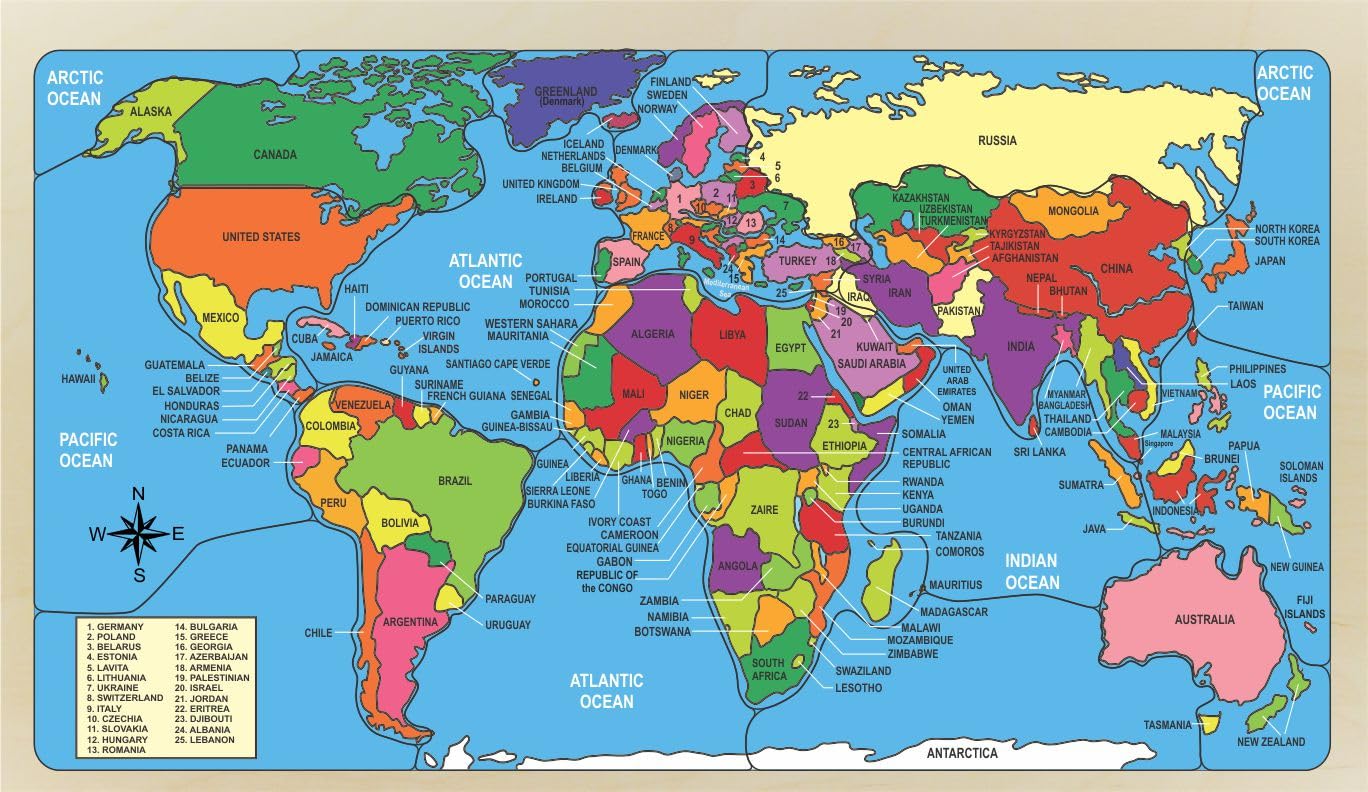 ARCTIC
OCEAN
ARCTIC
OCEAN
ALASKA
CANADA
GREENLAND
(Denmark)
FINLAND
SWEDEN
NORWAY
RUSSIA
ICELAND
NETHERLANDS
BELGIUM
DENMARK
UNITED KINGDOM
IRELAND
4
5
6
3
2
1
11
7
10
12
13
8
9
14
24
15
FRANCE
SPAIN
PORTUGAL
TUNISIA
MOROCCO
Mediterranean
Sea
TURKEY
16
17
18
25
19
20
21
SYRIA
IRAQ
IRAN
KUWAIT
SAUDI ARABIA
KAZAKHSTAN
UZBEKISTAN
TURKMENISTAN
KYRGYZSTAN
TAJIKISTAN
AFGHANISTAN
PAKISTAN
MONGOLIA
CHINA
NEPAL
BHUTAN
INDIA
NORTH KOREA
SOUTH KOREA
JAPAN
TAIWAN
UNITED STATES
ATLANTIC
OCEAN
MEXICO
HAITI
DOMINICAN REPUBLIC
PUERTO RICO
VIRGIN
ISLANDS
CUBA
JAMAICA
HAWAII
GUATEMALA
BELIZE
EL SALVADOR
HONDURAS
NICARAGUA
COSTA RICA
PANAMA
ECUADOR
GUYANA
SURINAME
FRENCH GUIANA
VENEZUELA
COLOMBIA
WESTERN SAHARA
MAURITANIA
SANTIAGO CAPE VERDE
SENEGAL
GAMBIA
GUINEA-BISSAU
GUINEA
SIERRA LEONE
LIBERIA
BURKINA FASO
GHANA
TOGO
BENIN
ALGERIA
LIBYA
EGYPT
MALI
NIGER
CHAD
SUDAN
22
23
NIGERIA
ETHIOPIA
UNITED
ARAB
EMIRATES
OMAN
YEMEN
SOMALIA
CENTRAL AFRICAN
REPUBLIC
RWANDA
KENYA
UGANDA
BURUNDI
TANZANIA
COMOROS
MYANMAR
BANGLADESH
THAILAND
CAMBODIA
SRI LANKA
VIETNAM
LAOS
PHILIPPINES
PACIFIC
OCEAN
MALAYSIA
Singapore
BRUNEI
PAPUA
SOLOMAN
ISLANDS
SUMATRA
INDONESIA
JAVA
NEW GUINEA
PACIFIC
OCEAN
N
W
E
S
PERU
BRAZIL
BOLIVIA
IVORY COAST
CAMEROON
EQUATORIAL GUINEA
GABON
REPUBLIC OF
the CONGO
ZAIRE
ANGOLA
ZAMBIA
NAMIBIA
BOTSWANA
INDIAN
OCEAN
MAURITIUS
MADAGASCAR
MALAWI
MOZAMBIQUE
ZIMBABWE
SWAZILAND
LESOTHO
SOUTH
AFRICA
PARAGUAY
URUGUAY
ARGENTINA
CHILE
ATLANTIC
OCEAN
AUSTRALIA
FIJI
ISLANDS
TASMANIA
NEW ZEALAND
ANTARCTICA
1. GERMANY
2. POLAND
3. BELARUS
4. ESTONIA
5. LAVITA
6. LITHUANIA
7. UKRAINE
8. SWITZERLAND
9. ITALY
10. CZECHIA
11. SLOVAKIA
12. HUNGARY
13. ROMANIA
14. BULGARIA
15. GREECE
16. GEORGIA
17. AZERBAIJAN
18. ARMENIA
19. PALESTINIAN
20. ISRAEL
21. JORDAN
22. ERITREA
23. DJIBOUTI
24. ALBANIA
25. LEBANON